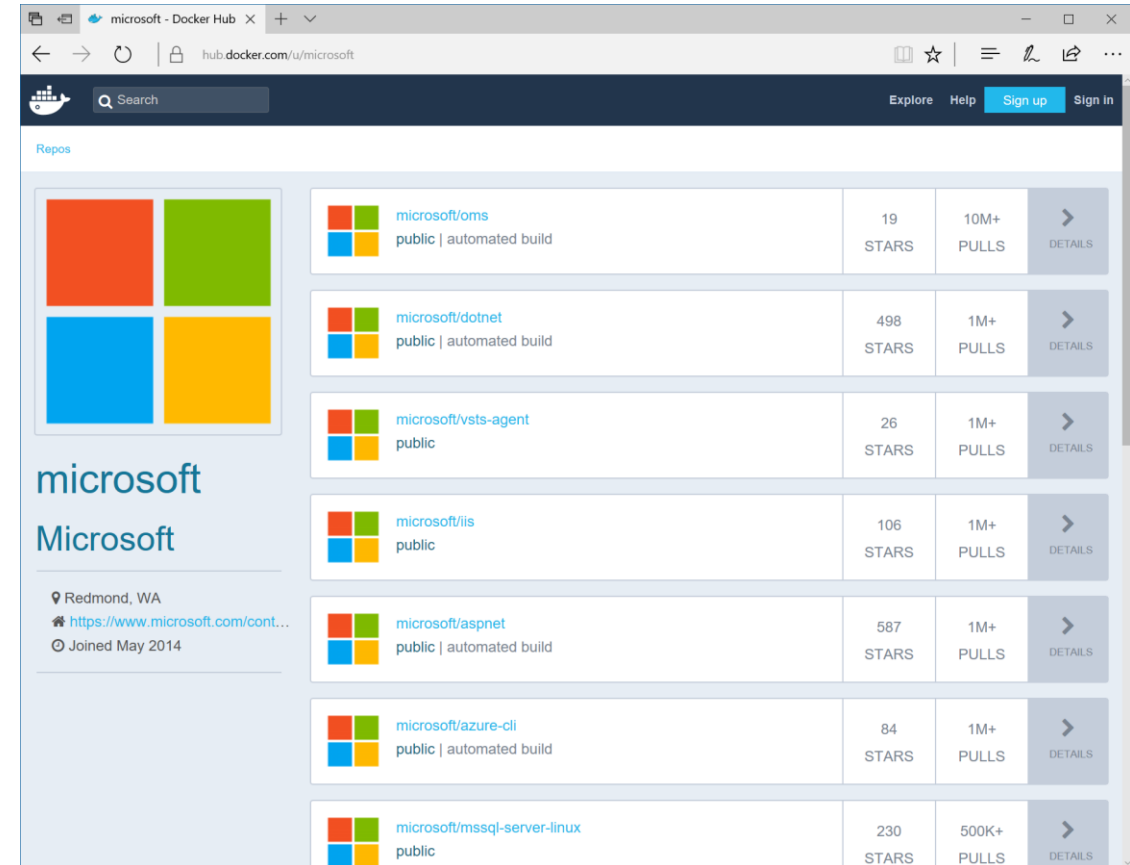 microsoft - Docker Hub
hub.docker.com/u/microsoft
Search
Explore Help Sign up Sign in
Repos
microsoft
Microsoft
Redmond, WA
https://www.microsoft.com/cont...
Joined May 2014
microsoft/oms
public | automated build
19 STARS
10M+ PULLS
DETAILS
microsoft/dotnet
public | automated build
498 STARS
1M+ PULLS
DETAILS
microsoft/vsts-agent
public
26 STARS
1M+ PULLS
DETAILS
microsoft/iis
public
106 STARS
1M+ PULLS
DETAILS
microsoft/aspnet
public | automated build
587 STARS
1M+ PULLS
DETAILS
microsoft/azure-cli
public | automated build
84 STARS
1M+ PULLS
DETAILS
microsoft/mssql-server-linux
public
230 STARS
500K+ PULLS
DETAILS